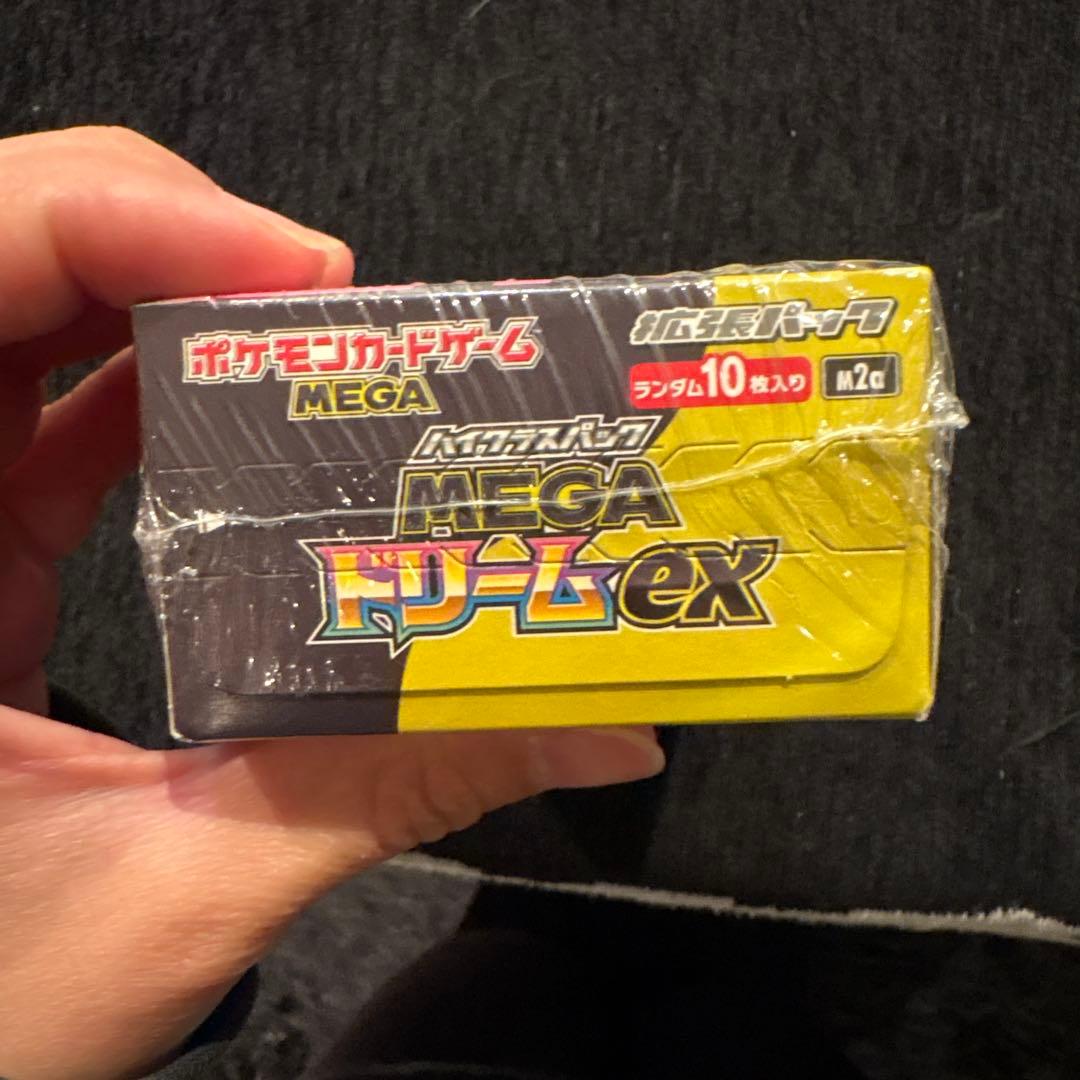 ポケモンカードゲーム
MEGA
拡張パック
ランダム10枚入り
M2a
ハイクラスパック
MEGA
ドリームex